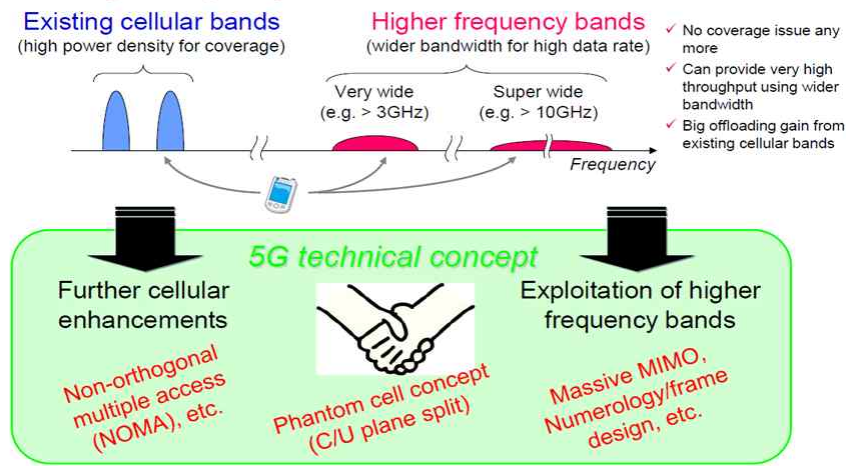 Existing cellular bands
(high power density for coverage)
Higher frequency bands
(wider bandwidth for high data rate)
✓ No coverage issue any
more
✓ Can provide very high
throughput using wider
bandwidth
✓ Big offloading gain from
existing cellular bands
Very wide
(e.g. > 3GHz)
Super wide
(e.g. > 10GHz)
Frequency
5G technical concept
Further cellular
enhancements
Exploitation of higher
frequency bands
Non-orthogonal
multiple access
(NOMA), etc.
Phantom cell concept
(C/U plane split)
Massive MIMO,
Numerology/frame
design, etc.